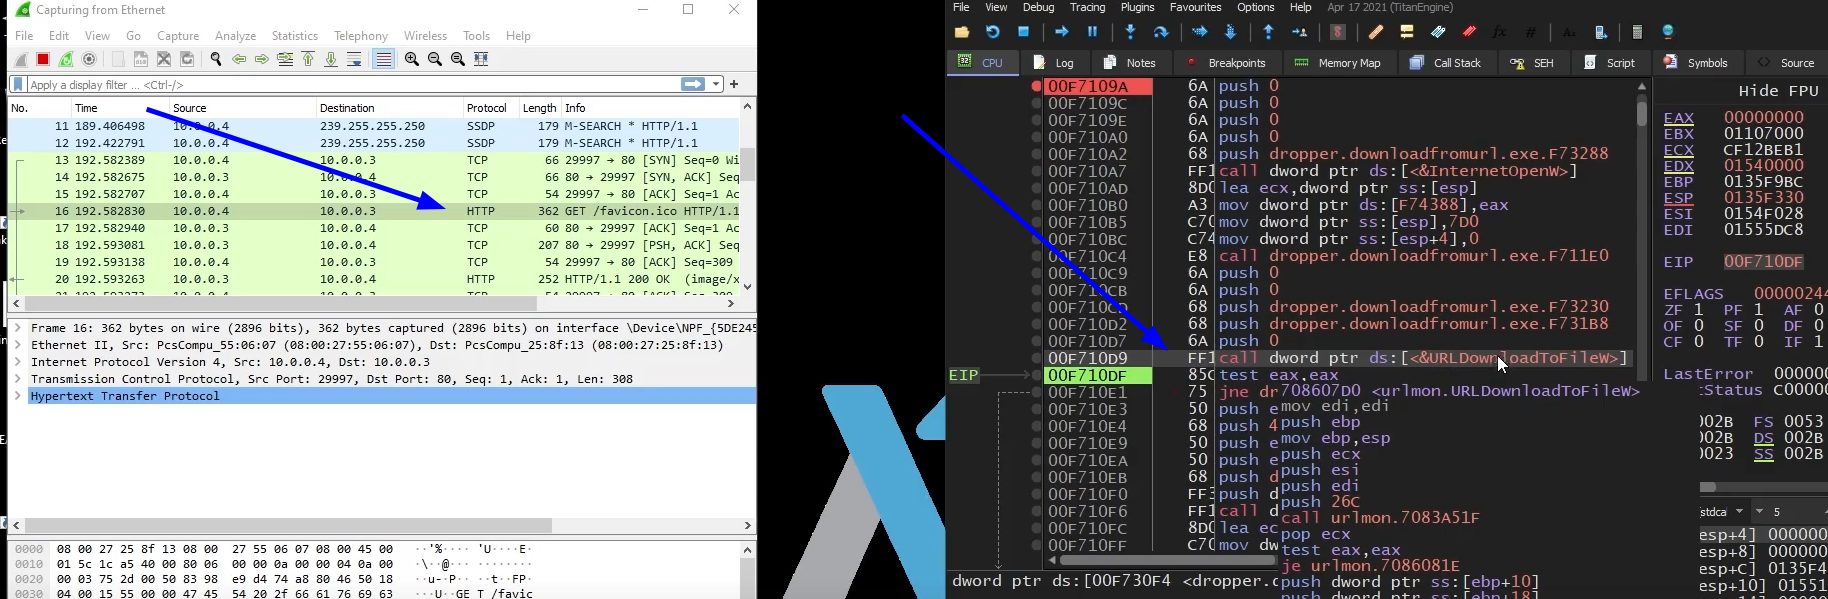 Capturing from Ethernet
File Edit View Go Capture Analyze Statistics Telephony Wireless Tools Help
Apply a display filter ... <Ctrl-/>
No. Time Source Destination Protocol Length Info
11 189.406498 10.0.0.4 239.255.255.250 SSDP 179 M-SEARCH * HTTP/1.1
12 192.422791 10.0.0.4 239.255.255.250 SSDP 179 M-SEARCH * HTTP/1.1
13 192.582389 10.0.0.4 10.0.0.3 TCP 66 29997 → 80 [SYN] Seq=0 Wi
14 192.582675 10.0.0.3 10.0.0.4 TCP 66 80 → 29997 [SYN, ACK] Seq
15 192.582707 10.0.0.4 10.0.0.3 TCP 54 29997 → 80 [ACK] Seq=1 Ac
16 192.582830 10.0.0.4 10.0.0.3 HTTP 362 GET /favicon.ico HTTP/1.1
17 192.582940 10.0.0.3 10.0.0.4 TCP 60 80 → 29997 [ACK] Seq=1 Ac
18 192.593081 10.0.0.3 10.0.0.4 TCP 207 80 → 29997 [PSH, ACK] Seq
19 192.593138 10.0.0.4 10.0.0.3 TCP 54 29997 → 80 [ACK] Seq=309
20 192.593263 10.0.0.3 10.0.0.4 HTTP 252 HTTP/1.1 200 OK (image/x
Frame 16: 362 bytes on wire (2896 bits), 362 bytes captured (2896 bits) on interface \Device\NPF_{5DE245
Ethernet II, Src: PcsCompu_55:06:07 (08:00:27:55:06:07), Dst: PcsCompu_25:8f:13 (08:00:27:25:8f:13)
Internet Protocol Version 4, Src: 10.0.0.4, Dst: 10.0.0.3
Transmission Control Protocol, Src Port: 29997, Dst Port: 80, Seq: 1, Ack: 1, Len: 308
Hypertext Transfer Protocol
0000 08 00 27 25 8f 13 08 00 27 55 06 07 08 00 45 00 ··'%···· 'U····E·
0010 01 5c 1c a5 40 00 80 06 00 00 0a 00 00 04 0a 00 ·\··@··· ········
0020 00 03 75 2d 00 50 83 98 e9 d4 74 a8 80 46 50 18 ··u-·P·· ··t··FP·
0030 04 00 15 55 00 00 47 45 54 20 2f 66 61 76 69 63 ···U··GE T /favic
File View Debug Tracing Plugins Favourites Options Help Apr 17 2021 (TitanEngine)
CPU Log Notes Breakpoints Memory Map Call Stack SEH Script Symbols Source
00F7109A 6A push 0
00F7109C 6A push 0
00F7109E 6A push 0
00F710A0 6A push 0
00F710A2 68 push dropper.downloadfromurl.exe.F73288
00F710A7 FF1 call dword ptr ds:[<&InternetOpenW>]
00F710AD 8D0 lea ecx,dword ptr ss:[esp]
00F710B0 A3 mov dword ptr ds:[F74388],eax
00F710B5 C70 mov dword ptr ss:[esp],7D0
00F710BC C74 mov dword ptr ss:[esp+4],0
00F710C4 E8 call dropper.downloadfromurl.exe.F711E0
00F710C9 6A push 0
00F710CB 6A push 0
00F710CD 68 push dropper.downloadfromurl.exe.F73230
00F710D2 68 push dropper.downloadfromurl.exe.F731B8
00F710D7 6A push 0
00F710D9 FF1 call dword ptr ds:[<&URLDownloadToFileW>]
EIP 00F710DF 85C test eax,eax
00F710E1 75 jne dr
00F710E3 50 push e
00F710E4 68 push 4
00F710E9 50 push e
00F710EA 50 push e
00F710EB 68 push d
00F710F0 FF3 push d
00F710F6 FF1 call d
00F710FC 8D0 lea ec
00F710FF C70 mov dw
708607D0 <urlmon.URLDownloadToFileW>
mov edi,edi
push ebp
mov ebp,esp
push ecx
push esi
push edi
push 26C
call urlmon.7083A51F
pop ecx
test eax,eax
je urlmon.7086081E
push dword ptr ss:[ebp+10]
push dword ptr ss:[ebp+18]
dword ptr ds:[00F730F4 <dropper.d
Hide FPU
EAX 00000000
EBX 01107000
ECX CF12BEB1
EDX 01540000
EBP 0135F9BC
ESP 0135F330
ESI 0154F028
EDI 01555DC8
EIP 00F710DF
EFLAGS 00000244
ZF 1 PF 1 AF 0
OF 0 SF 0 DF 0
CF 0 TF 0 IF 1
LastError 000000
:Status C0000
002B FS 0053
002B DS 002B
0023 SS 002B
stdcal 5
esp+4] 000000
esp+8] 000000
esp+C] 0135F4
esp+10] 01551